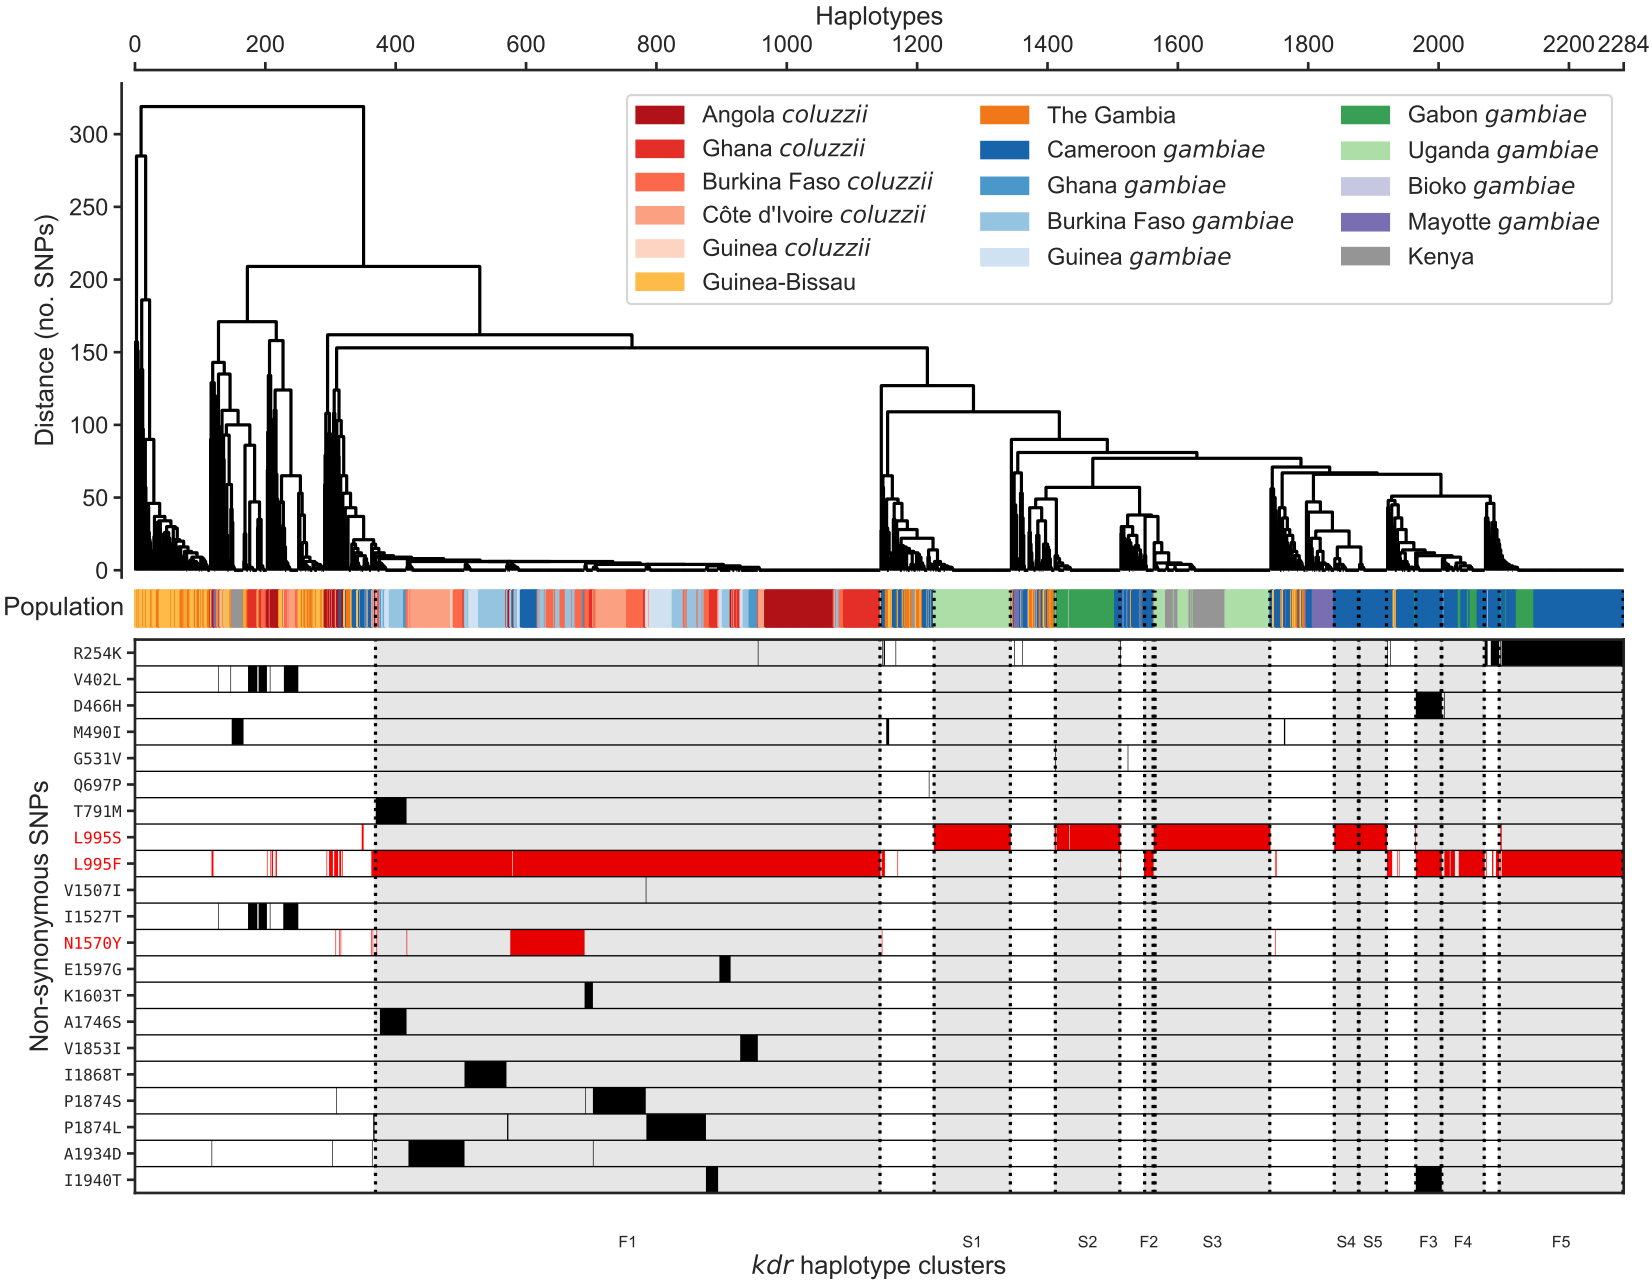 Haplotypes
0 200 400 600 800 1000 1200 1400 1600 1800 2000 2200 2284
Distance (no. SNPs)
300
250
200
150
100
50
0
Angola coluzzii
Ghana coluzzii
Burkina Faso coluzzii
Côte d'Ivoire coluzzii
Guinea coluzzii
Guinea-Bissau
The Gambia
Cameroon gambiae
Ghana gambiae
Burkina Faso gambiae
Guinea gambiae
Gabon gambiae
Uganda gambiae
Bioko gambiae
Mayotte gambiae
Kenya
Population
Non-synonymous SNPs
R254K
V402L
D466H
M490I
G531V
Q697P
T791M
L995S
L995F
V1507I
I1527T
N1570Y
E1597G
K1603T
A1746S
V1853I
I1868T
P1874S
P1874L
A1934D
I1940T
F1 S1 S2 F2 S3 S4 S5 F3 F4 F5
kdr haplotype clusters